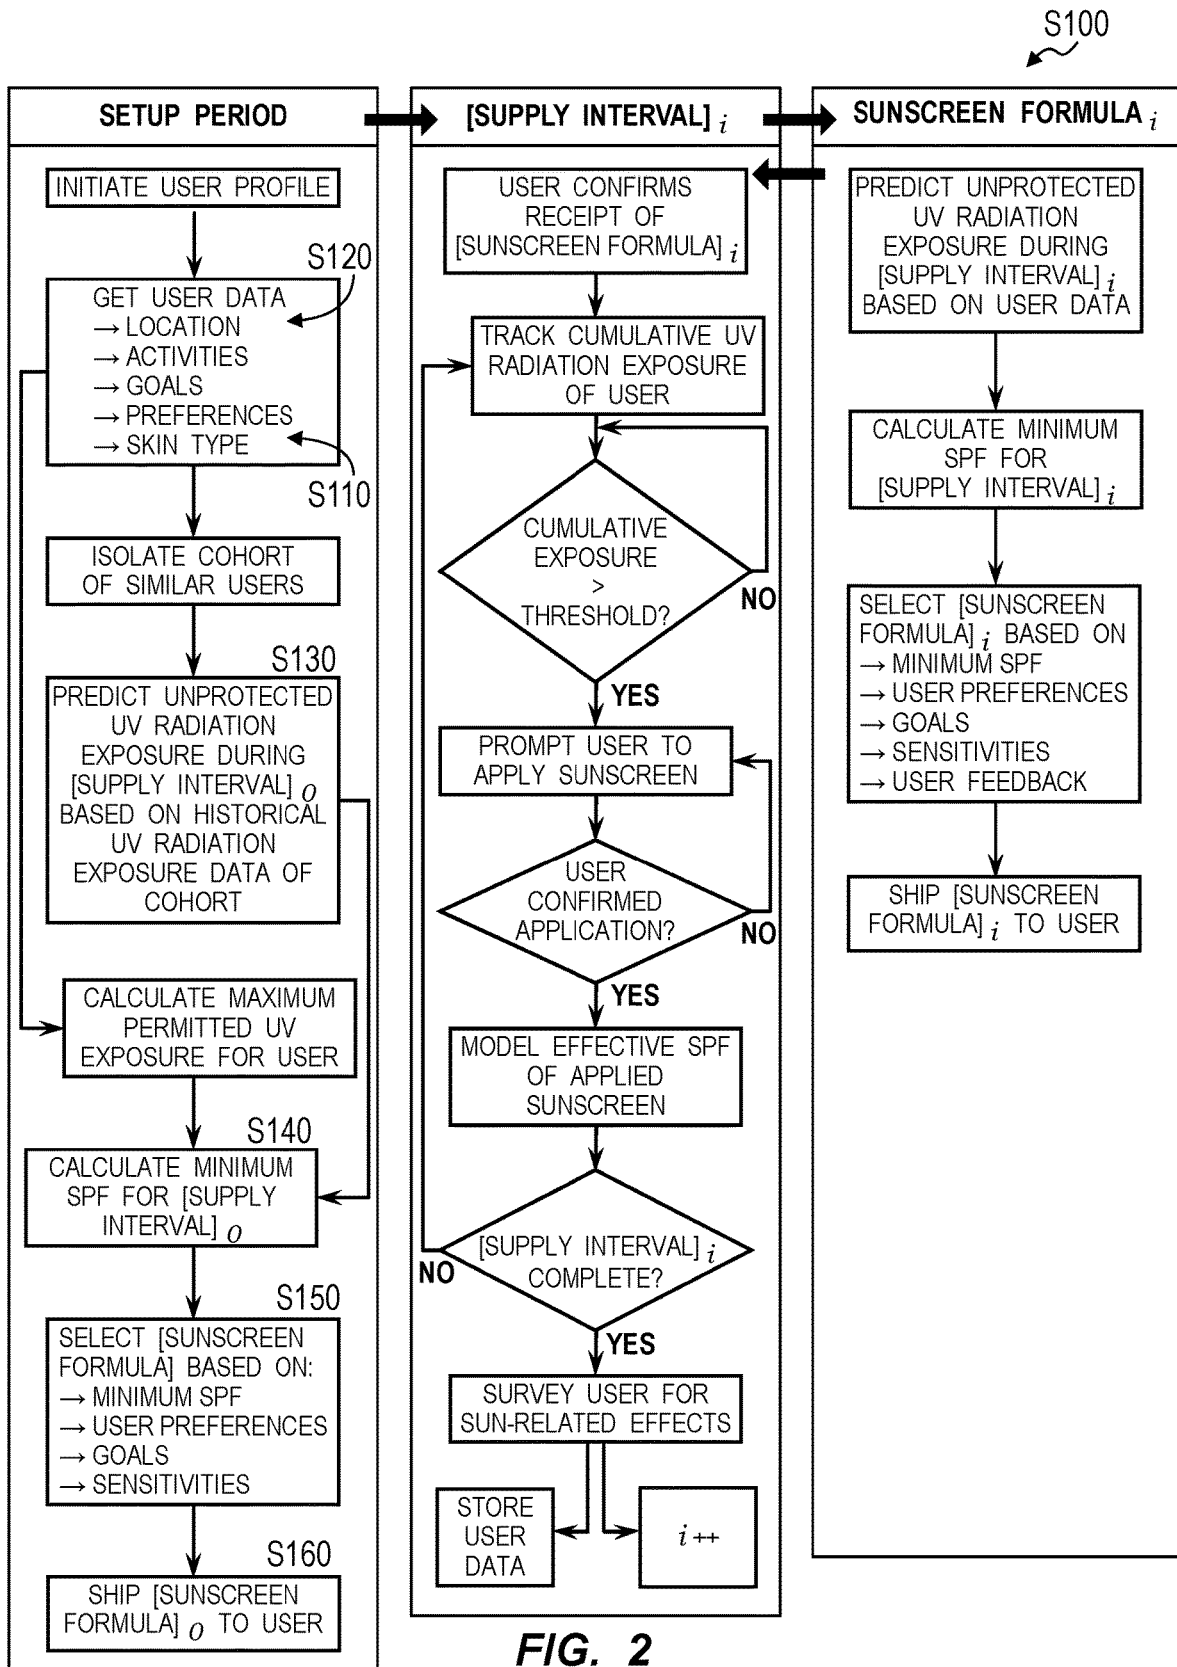 S100
SETUP PERIOD
INITIATE USER PROFILE
S120
GET USER DATA
→ LOCATION
→ ACTIVITIES
→ GOALS
→ PREFERENCES
→ SKIN TYPE
S110
ISOLATE COHORT
OF SIMILAR USERS
S130
PREDICT UNPROTECTED
UV RADIATION
EXPOSURE DURING
[SUPPLY INTERVAL] 0
BASED ON HISTORICAL
UV RADIATION
EXPOSURE DATA OF
COHORT
CALCULATE MAXIMUM
PERMITTED UV
EXPOSURE FOR USER
S140
CALCULATE MINIMUM
SPF FOR [SUPPLY
INTERVAL] 0
S150
SELECT [SUNSCREEN
FORMULA] BASED ON:
→ MINIMUM SPF
→ USER PREFERENCES
→ GOALS
→ SENSITIVITIES
S160
SHIP [SUNSCREEN
FORMULA] 0 TO USER
[SUPPLY INTERVAL] i
USER CONFIRMS
RECEIPT OF
[SUNSCREEN FORMULA] i
TRACK CUMULATIVE UV
RADIATION EXPOSURE
OF USER
CUMULATIVE
EXPOSURE
>
THRESHOLD?
NO
YES
PROMPT USER TO
APPLY SUNSCREEN
USER
CONFIRMED
APPLICATION?
NO
YES
MODEL EFFECTIVE SPF
OF APPLIED
SUNSCREEN
[SUPPLY INTERVAL] i
COMPLETE?
NO
YES
SURVEY USER FOR
SUN-RELATED EFFECTS
STORE
USER
DATA
i ++
SUNSCREEN FORMULA i
PREDICT UNPROTECTED
UV RADIATION
EXPOSURE DURING
[SUPPLY INTERVAL] i
BASED ON USER DATA
CALCULATE MINIMUM
SPF FOR
[SUPPLY INTERVAL] i
SELECT [SUNSCREEN
FORMULA] i BASED ON
→ MINIMUM SPF
→ USER PREFERENCES
→ GOALS
→ SENSITIVITIES
→ USER FEEDBACK
SHIP [SUNSCREEN
FORMULA] i TO USER
FIG. 2